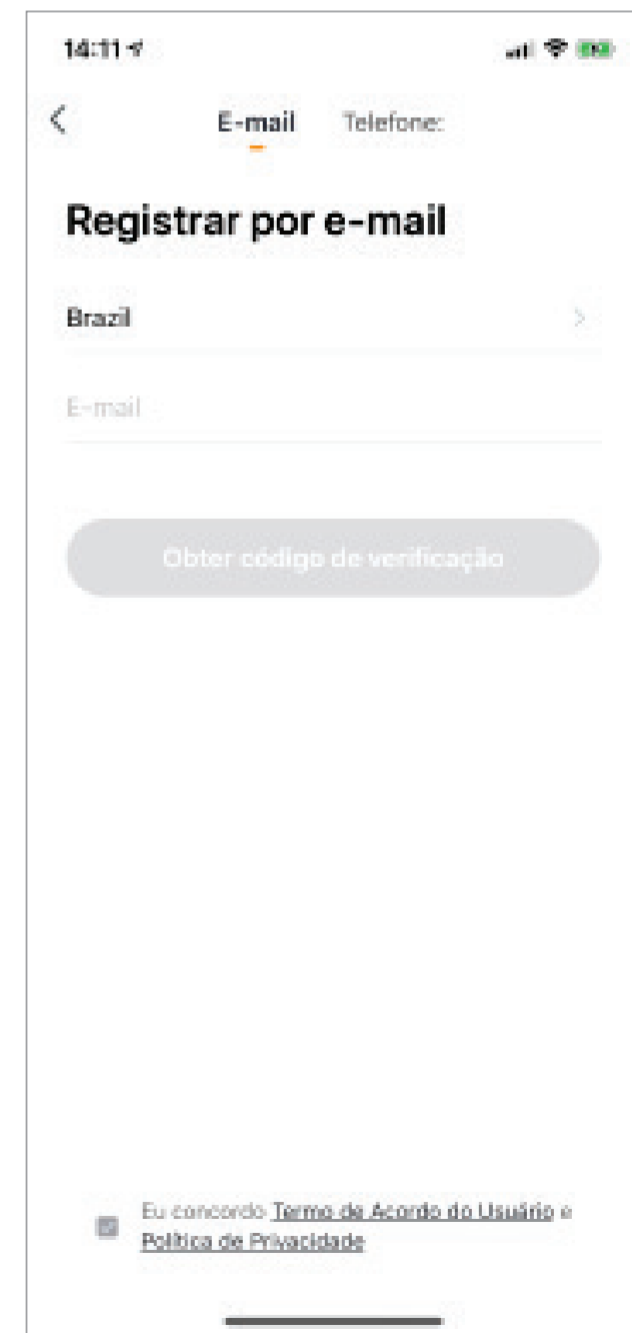 14:11
E-mail Telefone:
Registrar por e-mail
Brazil
E-mail
Obter código de verificação
Eu concordo Termo de Acordo do Usuário e
Política de Privacidade